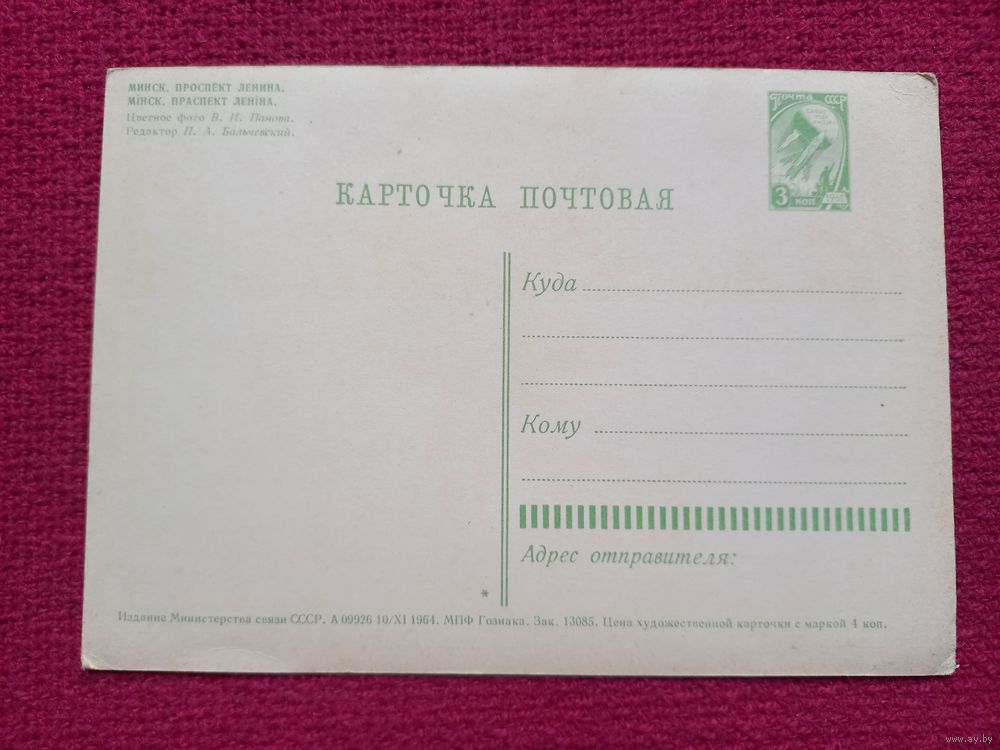 МИНСК. ПРОСПЕКТ ЛЕНИНА.
МІНСК. ПРАСПЕКТ ЛЕНІНА.
Цветное фото В. И. Панова.
Редактор П. А. Бальчевский.
Почта СССР
3 коп
КАРТОЧКА ПОЧТОВАЯ
Куда
Кому
Адрес отправителя:
*
Издание Министерства связи СССР. А 09926 10/XI 1964. МПФ Гознака. Зак. 13085. Цена художественной карточки с маркой 4 коп.
www.ay.by